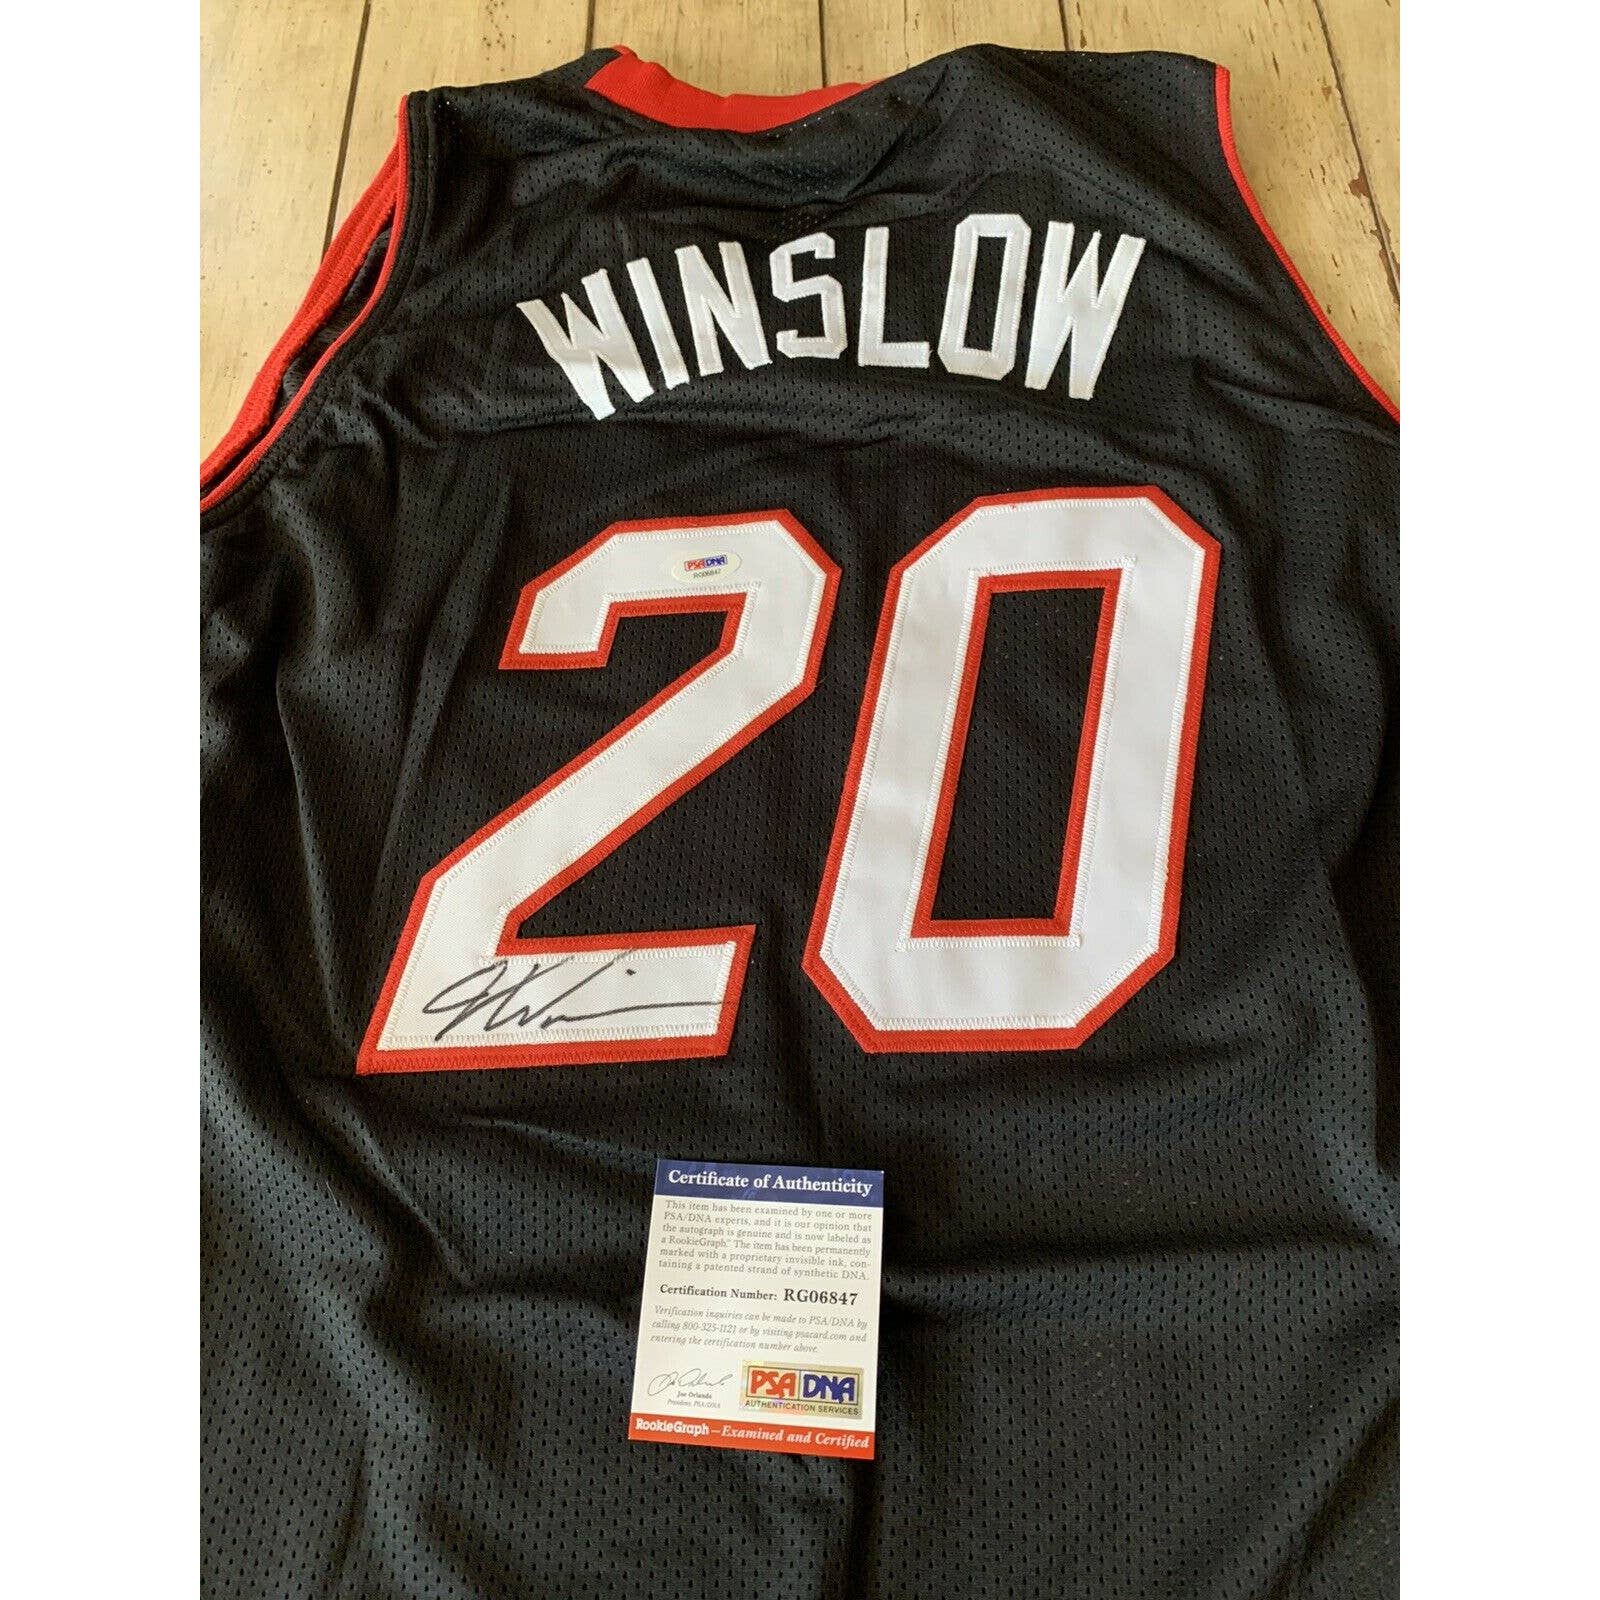 WINSLOW
20
PSA DNA
RG06847
Certificate of Authenticity
This item has been examined by one or more
PSA/DNA experts, and it is our opinion that
the autograph is genuine and is now labeled as
a RookieGraph." The item has been permanently
marked with a proprietary invisible ink, con-
taining a patented strand of synthetic DNA.
Certification Number: RG06847
Verification inquiries can be made to PSA/DNA by
calling 800-325-1121 or by visiting psacard.com and
entering the certification number above.
Joe Orlando
President, PSA/DNA
PSA DNA
AUTHENTICATION SERVICES
RookieGraph—Examined and Certified